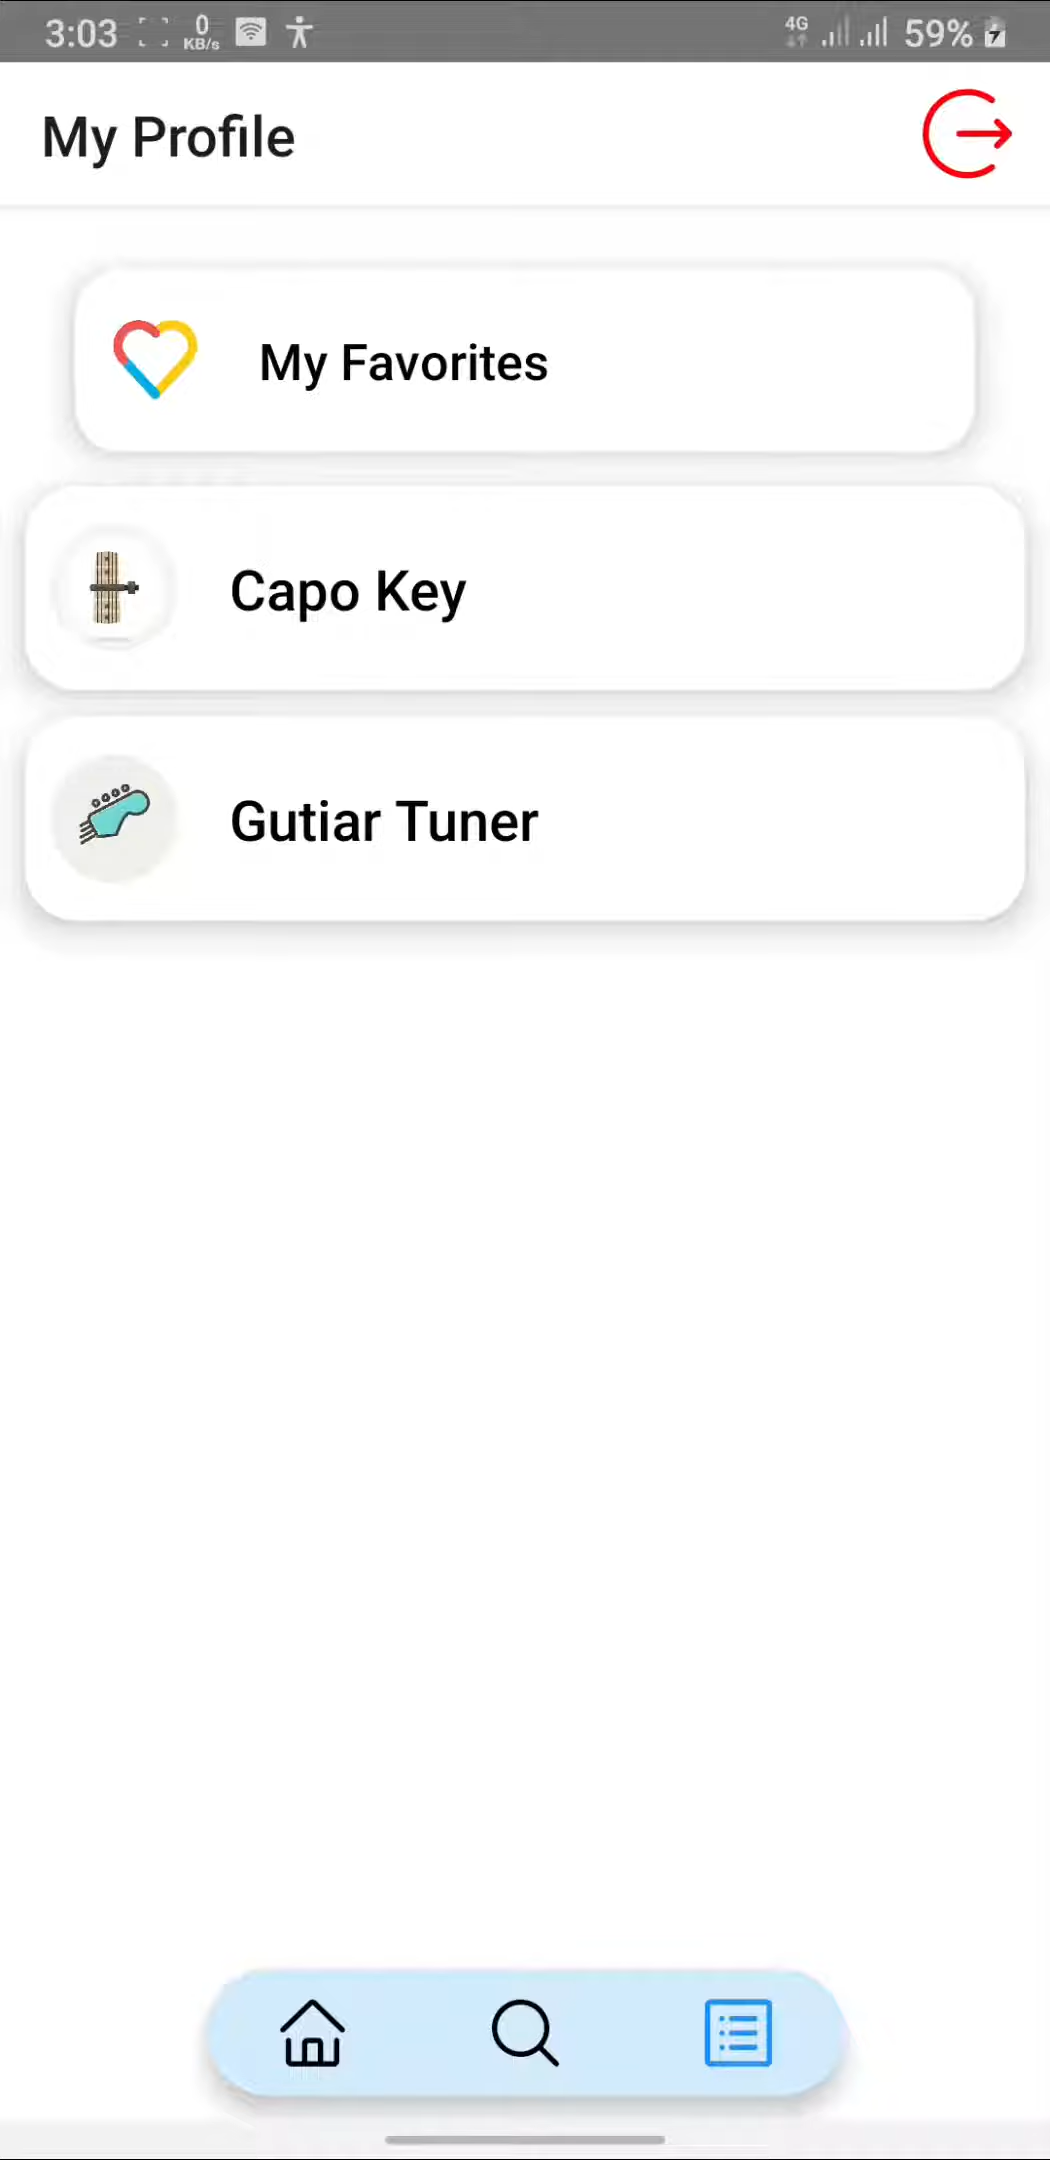 3:03 0 KB/s 4G 59%
My Profile
My Favorites
Capo Key
Gutiar Tuner